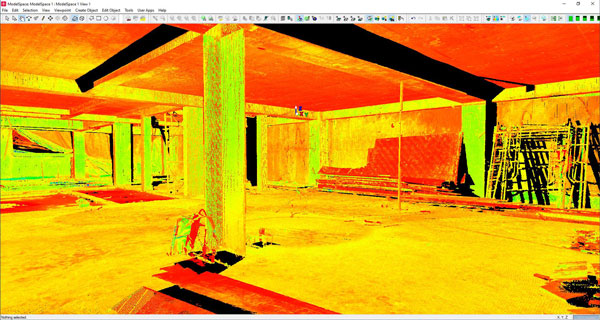 ModelSpace: ModelSpace 1 : ModelSpace 1 View 1
File Edit Selection View Viewpoint Create Object Edit Object Tools User Apps Help
Nothing selected
X: Y: Z: